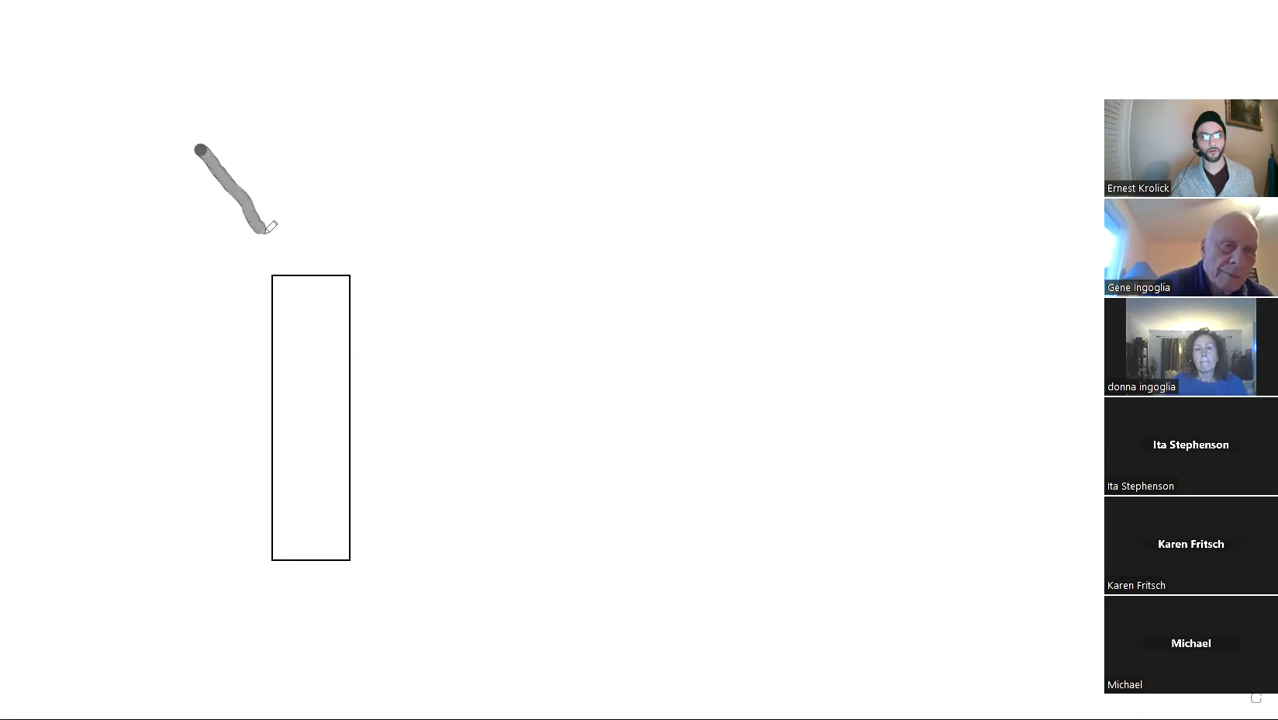 Ernest Krolick
Gene Ingoglia
donna ingoglia
Ita Stephenson
Ita Stephenson
Karen Fritsch
Karen Fritsch
Michael
Michael